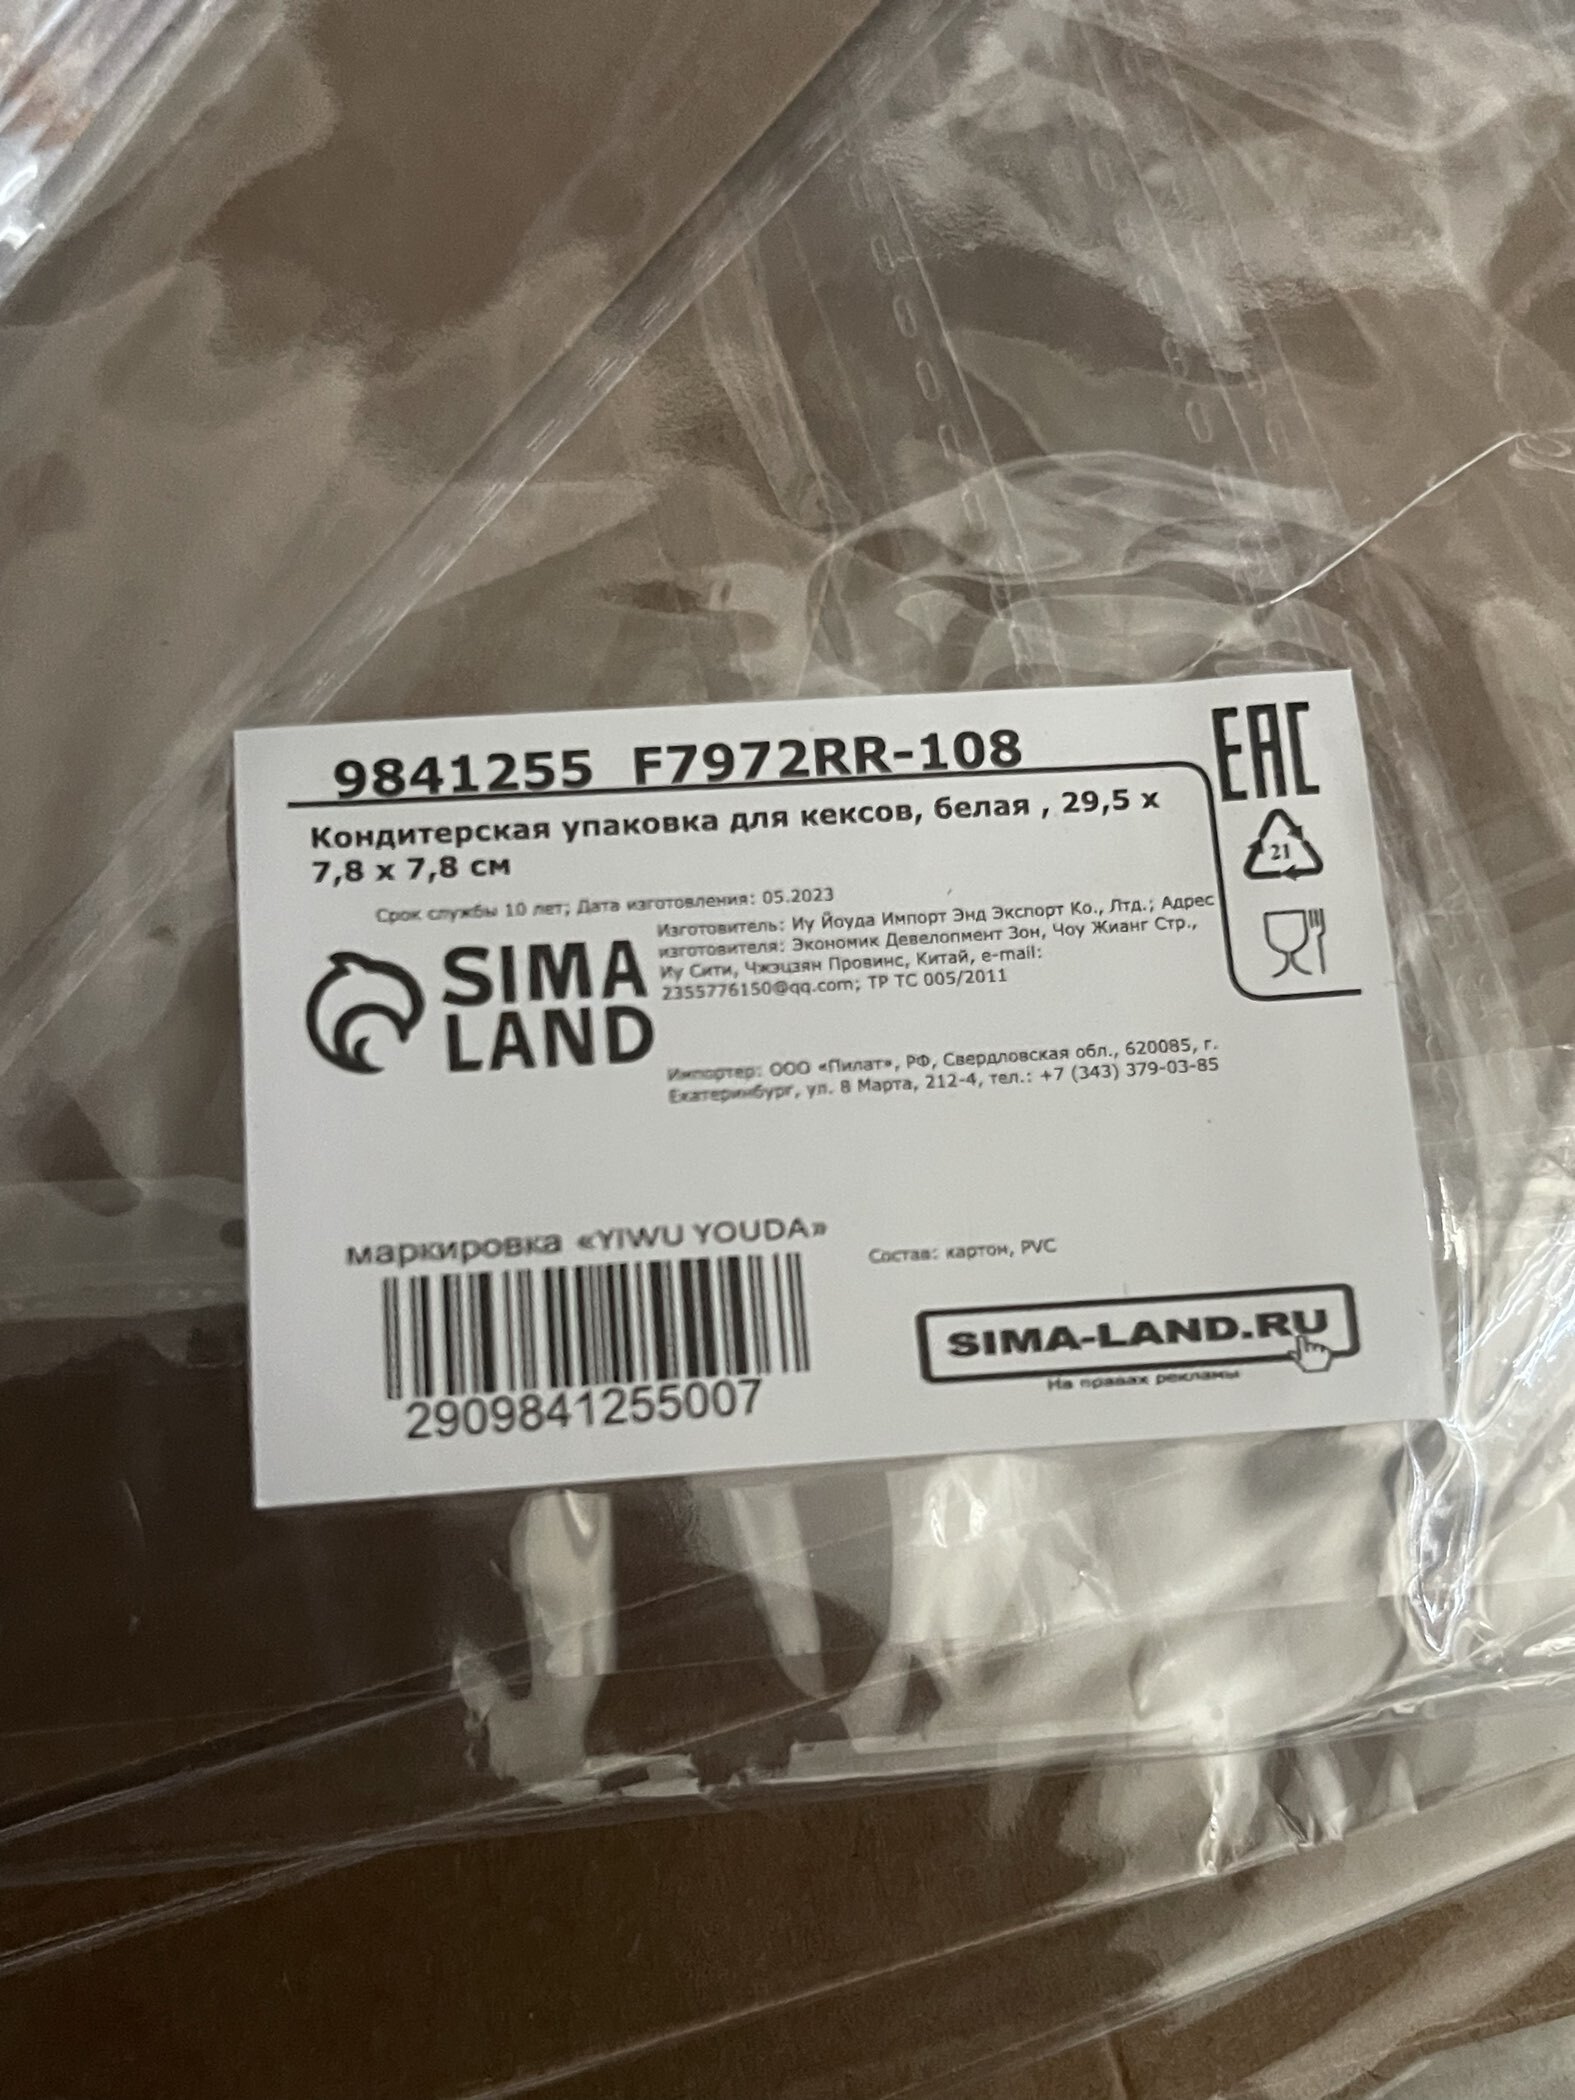 9841255 F7972RR-108
EAC
Кондитерская упаковка для кексов, белая , 29,5 х
7,8 х 7,8 см
21
Срок службы 10 лет; Дата изготовления: 05.2023
Изготовитель: Иу Йоуда Импорт Энд Экспорт Ко., Лтд.; Адрес
изготовителя: Экономик Девелопмент Зон, Чоу Жианг Стр.,
Иу Сити, Чжэцзян Провинс, Китай, e-mail:
2355776150@qq.com; ТР ТС 005/2011
SIMA
LAND
Импортер: ООО «Пилат», РФ, Свердловская обл., 620085, г.
Екатеринбург, ул. 8 Марта, 212-4, тел.: +7 (343) 379-03-85
маркировка «YIWU YOUDA»
Состав: картон, PVC
2909841255007
SIMA-LAND.RU
На правах рекламы